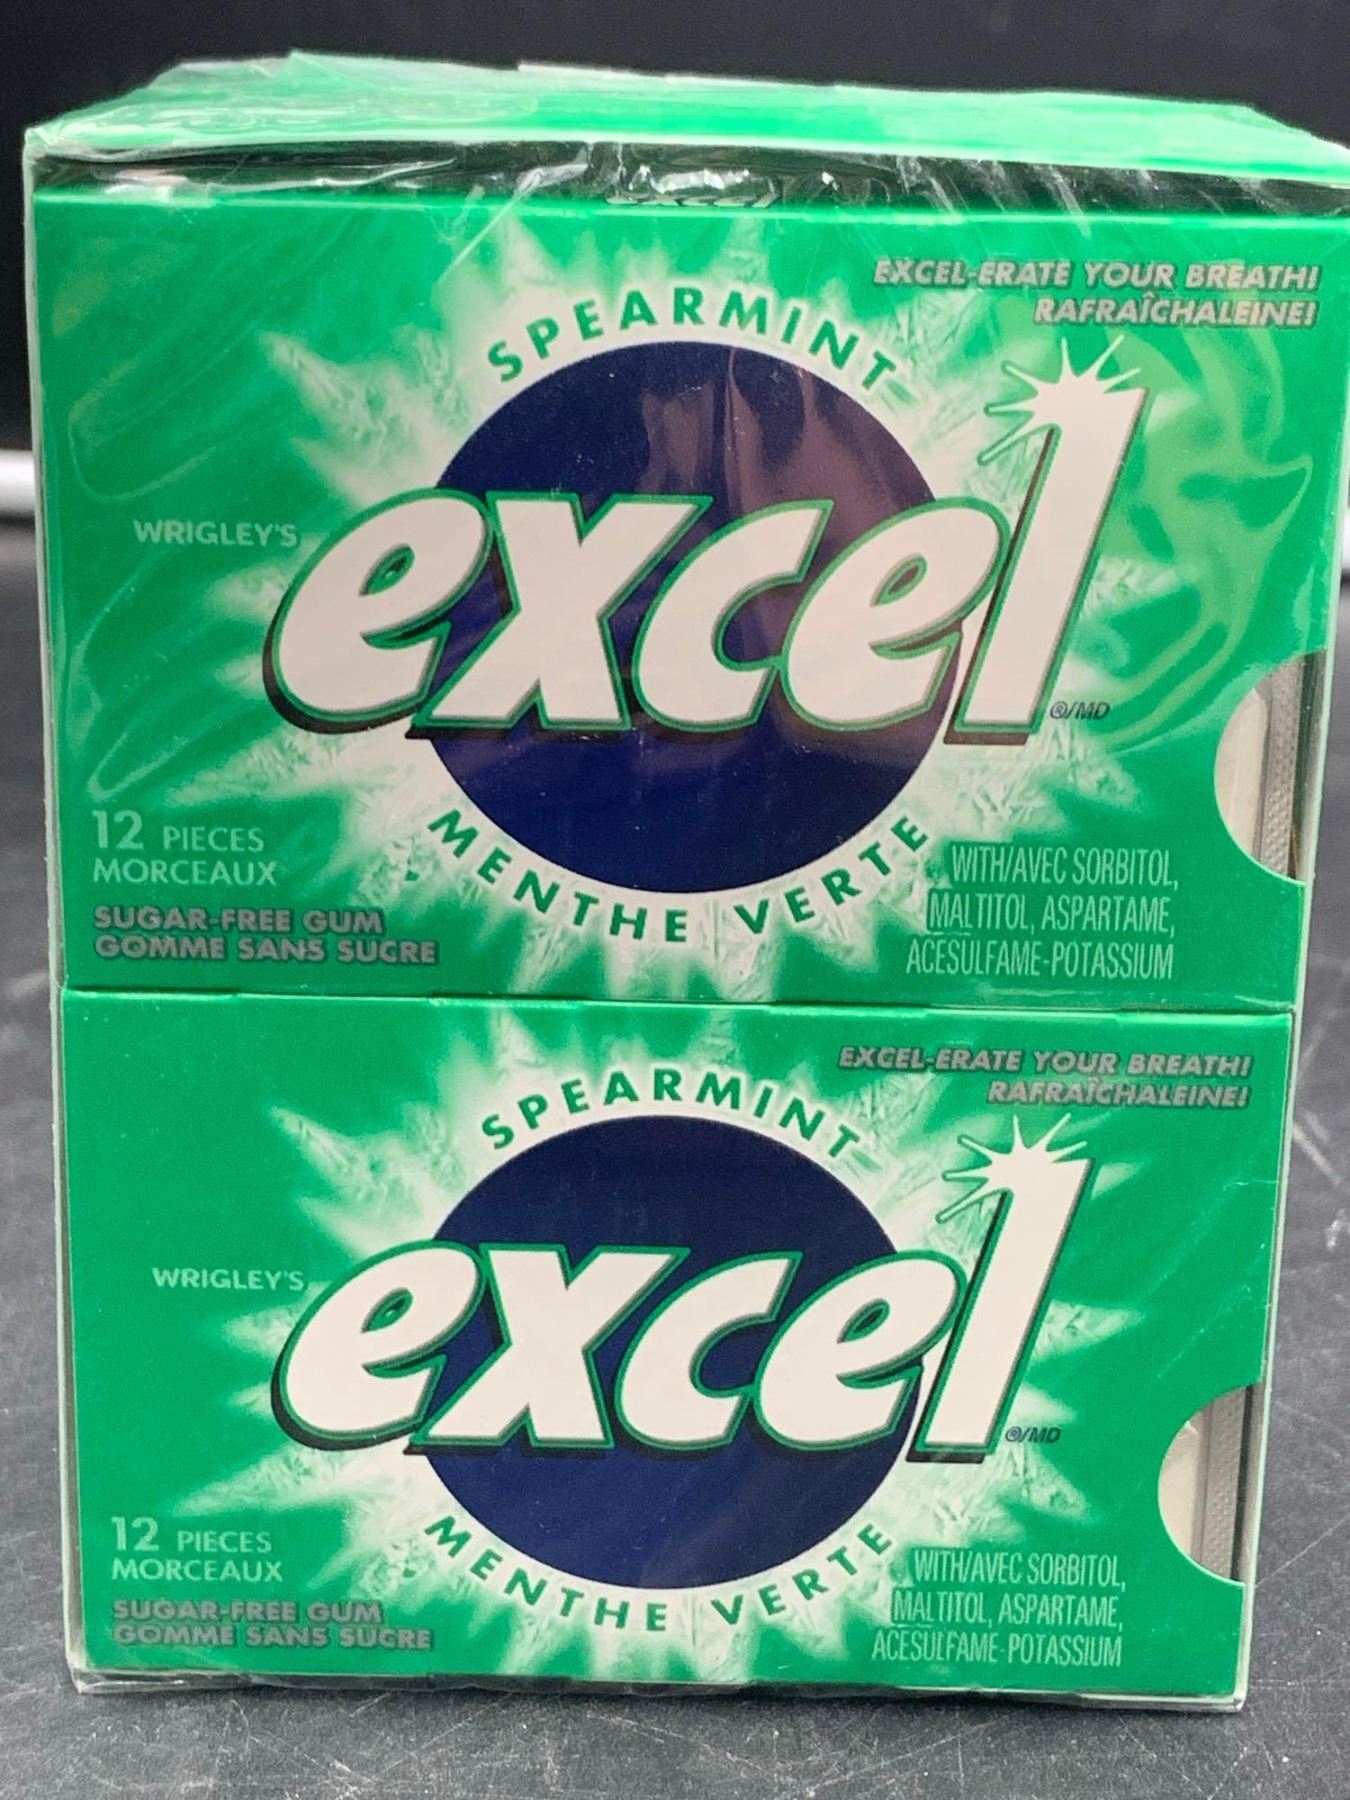 excel
EXCEL-ERATE YOUR BREATH!
RAFRAÎCHALEINE!
SPEARMINT
WRIGLEY'S
excel
®/MD
MENTHE VERTE
12 PIECES
MORCEAUX
SUGAR-FREE GUM
GOMME SANS SUCRE
WITH/AVEC SORBITOL,
MALTITOL, ASPARTAME,
ACESULFAME-POTASSIUM
EXCEL-ERATE YOUR BREATH!
RAFRAÎCHALEINE!
SPEARMINT
WRIGLEY'S
excel
®/MD
MENTHE VERTE
12 PIECES
MORCEAUX
SUGAR-FREE GUM
GOMME SANS SUCRE
WITH/AVEC SORBITOL,
MALTITOL, ASPARTAME,
ACESULFAME-POTASSIUM